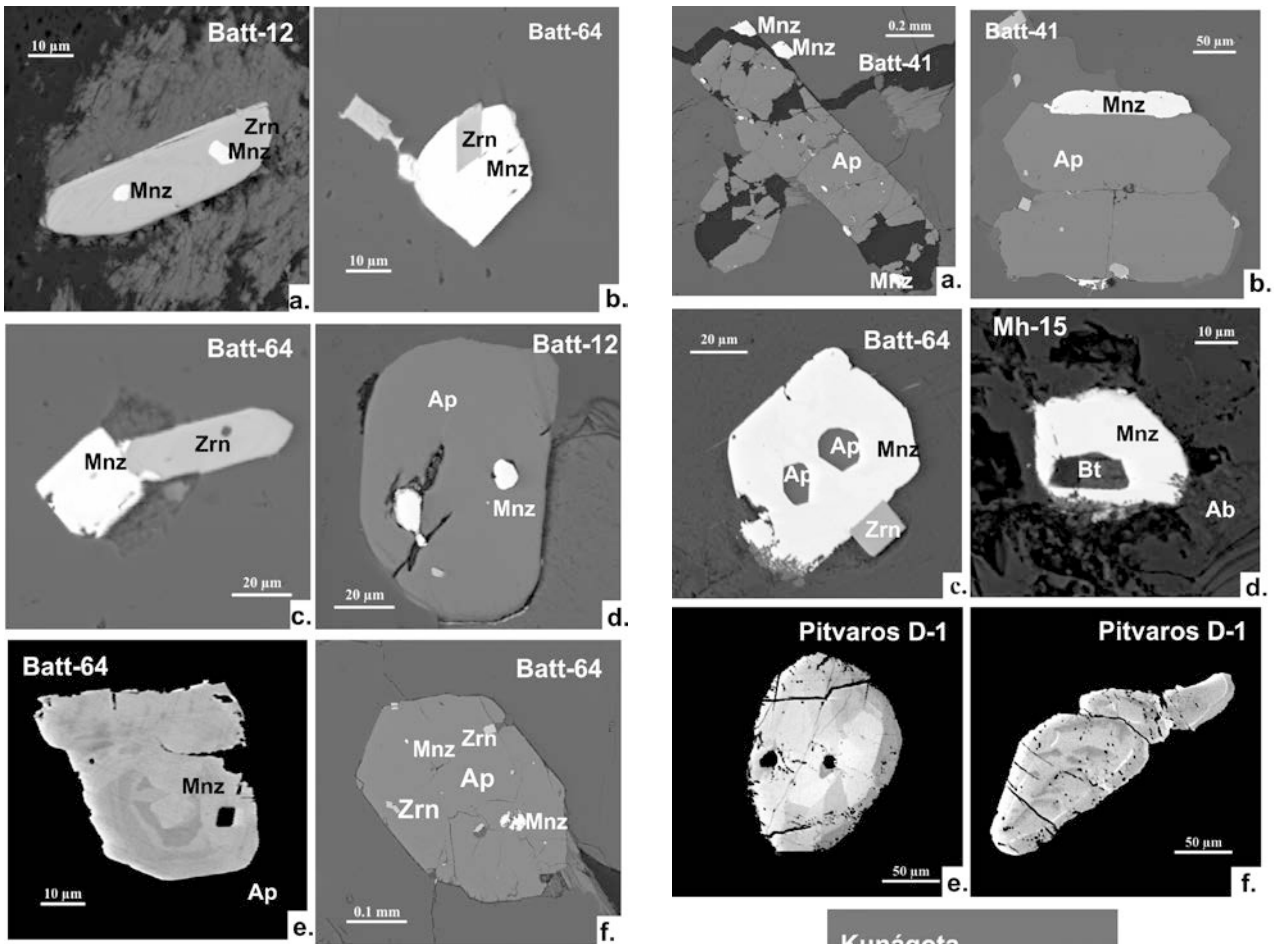 10 µm
Batt-12
Zrn
Mnz
Mnz
a.
Batt-64
Zrn
Mnz
10 µm
b.
Batt-64
Zrn
Mnz
20 µm
c.
Batt-12
Ap
Mnz
20 µm
d.
Batt-64
Mnz
10 µm
Ap
e.
Batt-64
Mnz
Zrn
Ap
Zrn
Mnz
0.1 mm
f.
Mnz
0.2 mm
Mnz
Batt-41
Ap
Mnz
a.
Batt-41
50 µm
Mnz
Ap
b.
20 µm
Batt-64
Ap
Mnz
Ap
Zrn
c.
Mh-15
10 µm
Mnz
Bt
Ab
d.
Pitvaros D-1
50 µm
e.
Pitvaros D-1
50 µm
f.
Kunágota